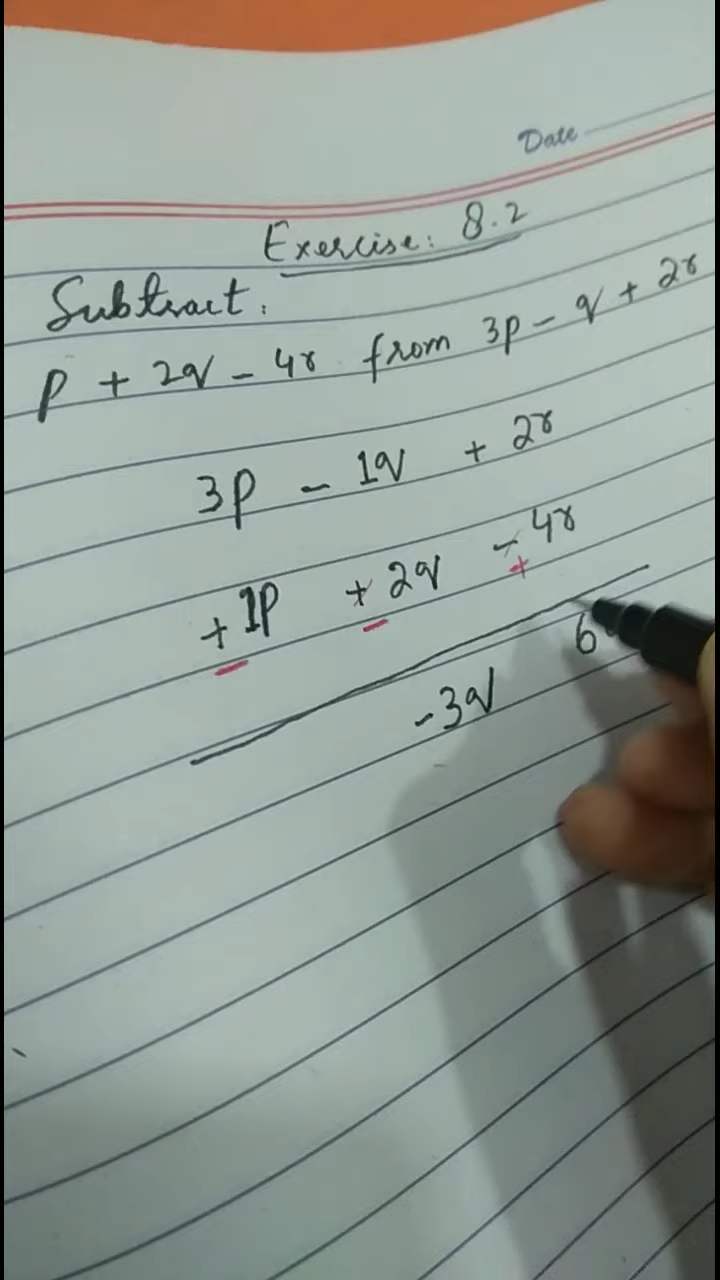 Date
Exercise: 8.2
Subtract:
p + 2q - 4r from 3p - q + 2r
3p - 1q + 2r
+ 1p + 2q - 4r
- - +
-3q 6